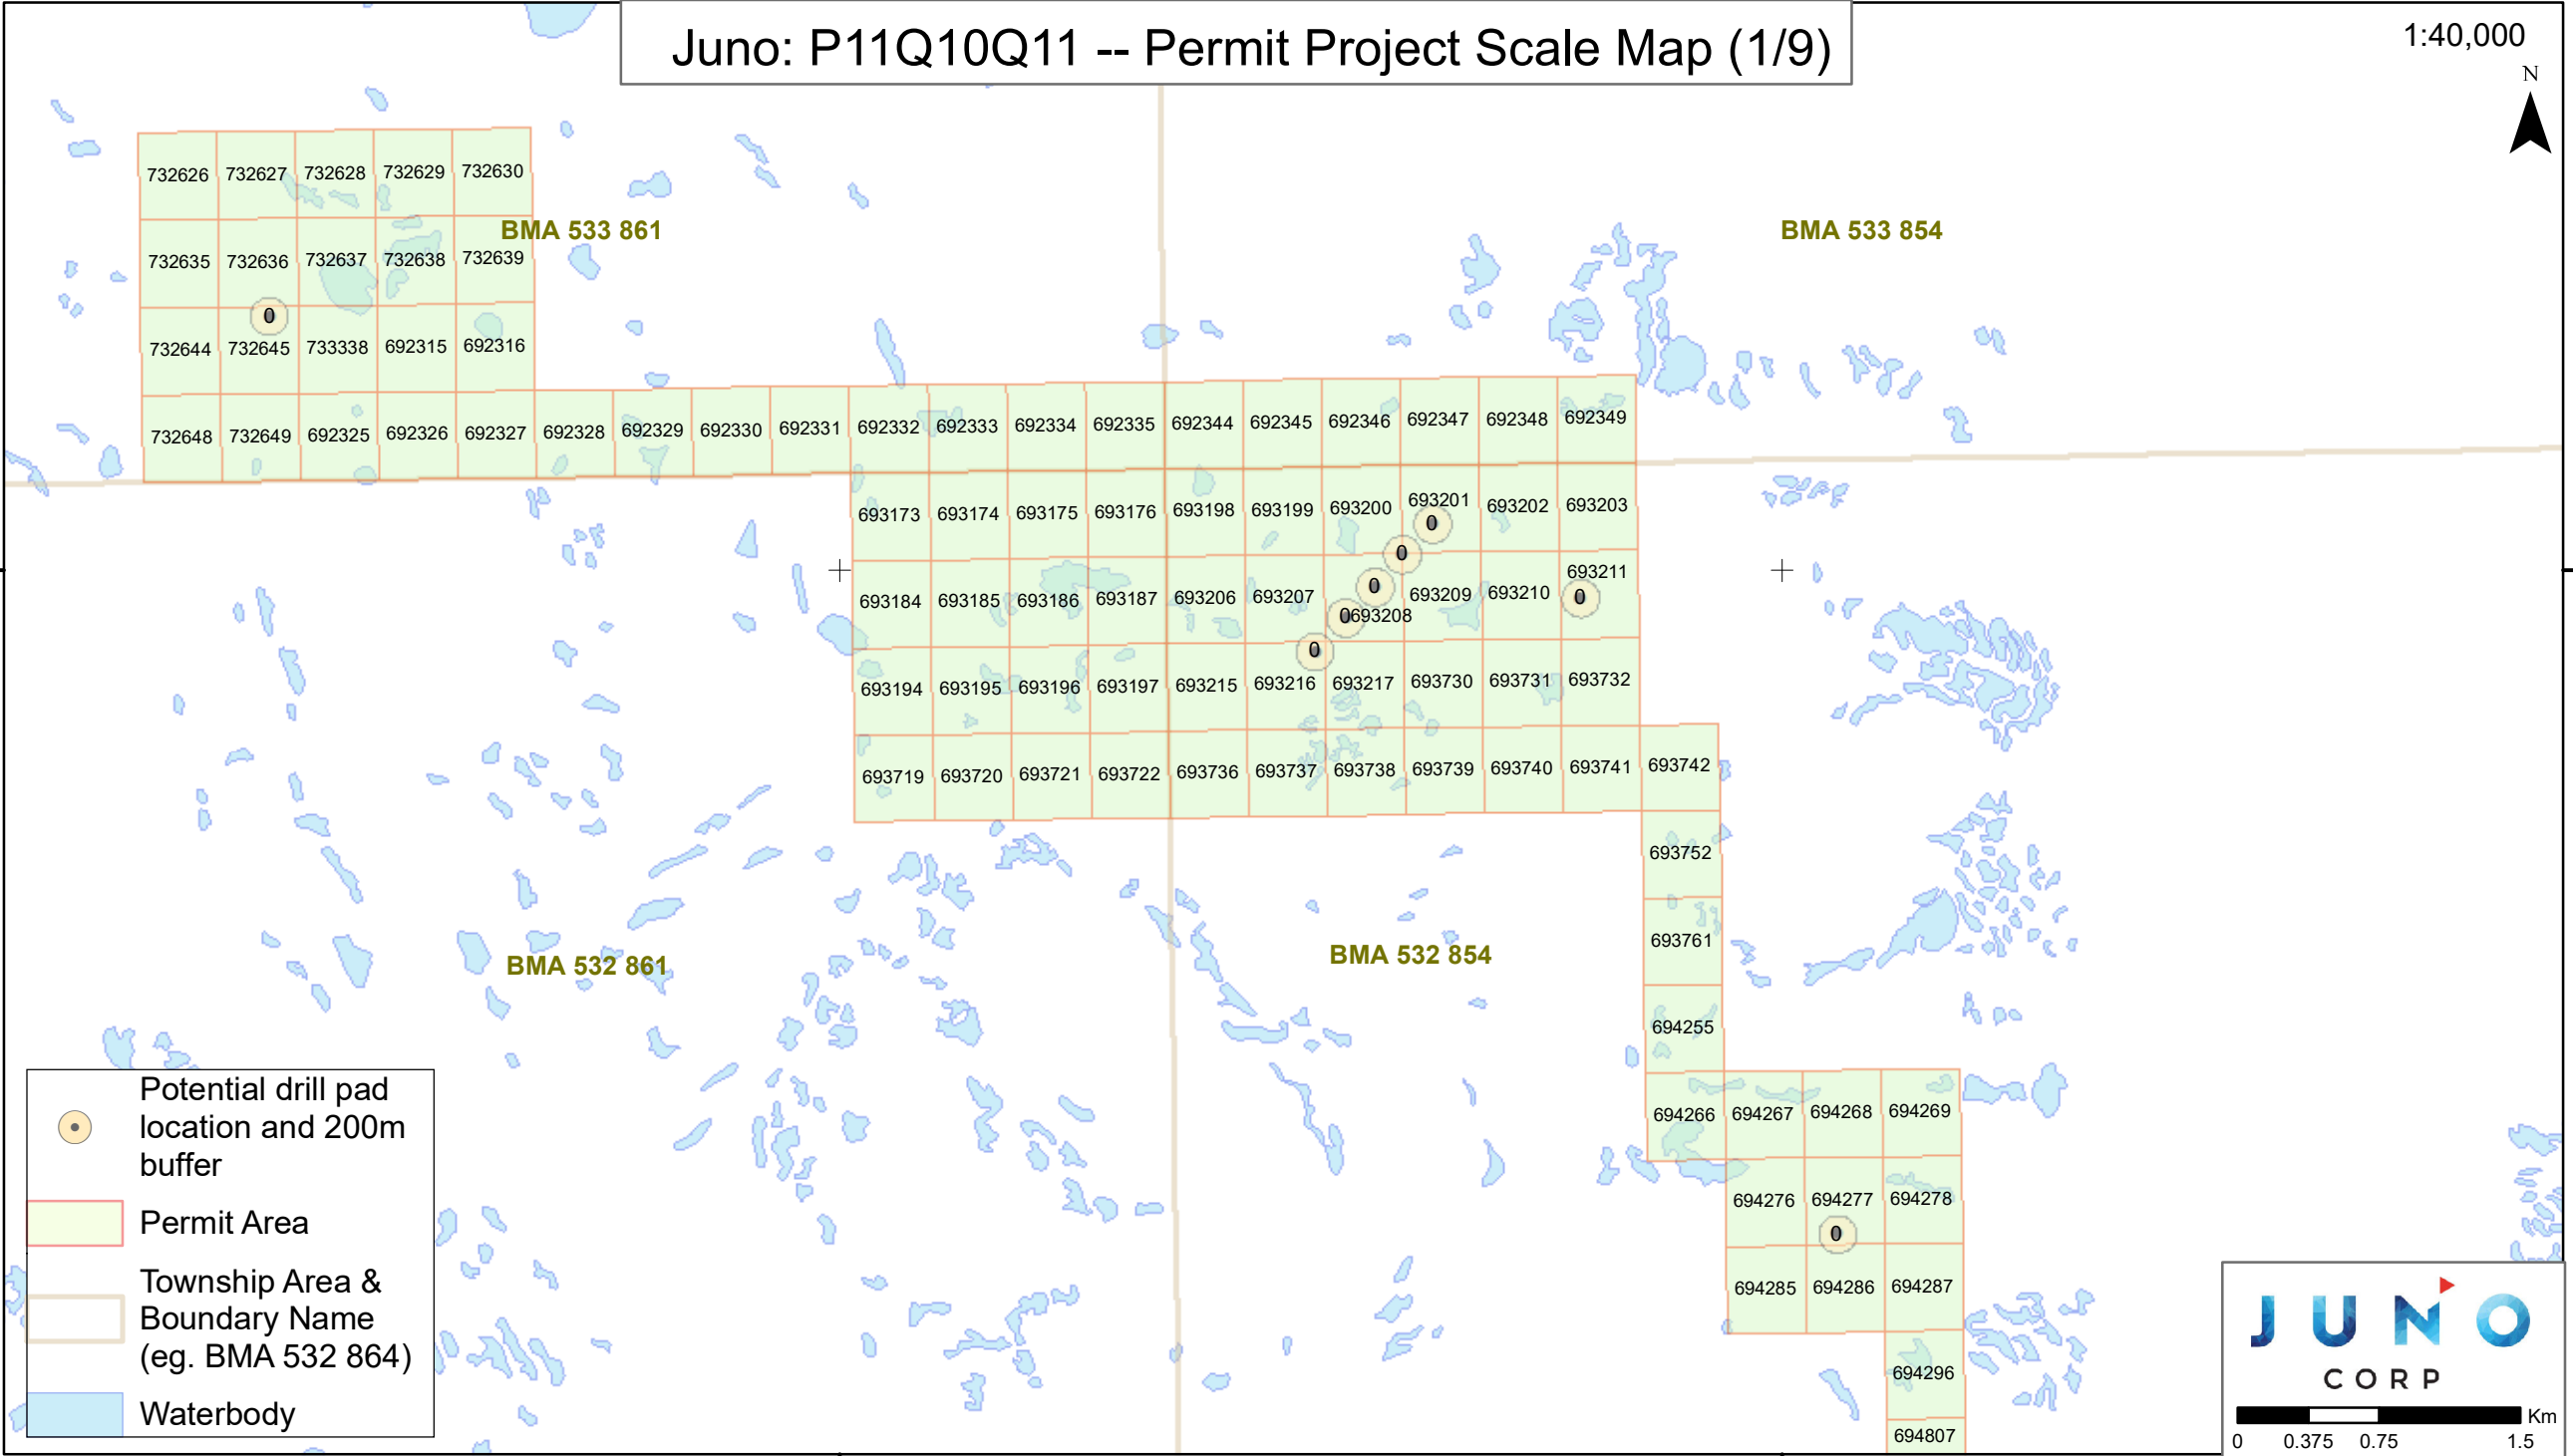 Juno: P11Q10Q11 -- Permit Project Scale Map (1/9)
1:40,000
N
732626 732627 732628 732629 732630
BMA 533 861
BMA 533 854
732635 732636 732637 732638 732639
0
732644 732645 733338 692315 692316
732648 732649 692325 692326 692327 692328 692329 692330 692331 692332 692333 692334 692335 692344 692345 692346 692347 692348 692349
693173 693174 693175 693176 693198 693199 693200 693201 693202 693203
0
0
693184 693185 693186 693187 693206 693207 693209 693210 693211
0
0
0 693208
0
693194 693195 693196 693197 693215 693216 693217 693730 693731 693732
693719 693720 693721 693722 693736 693737 693738 693739 693740 693741 693742
693752
693761
BMA 532 861
BMA 532 854
694255
694266 694267 694268 694269
694276 694277 694278
0
694285 694286 694287
694296
694807
Potential drill pad
location and 200m
buffer
Permit Area
Township Area &
Boundary Name
(eg. BMA 532 864)
Waterbody
JUNO
CORP
Km
0 0.375 0.75 1.5